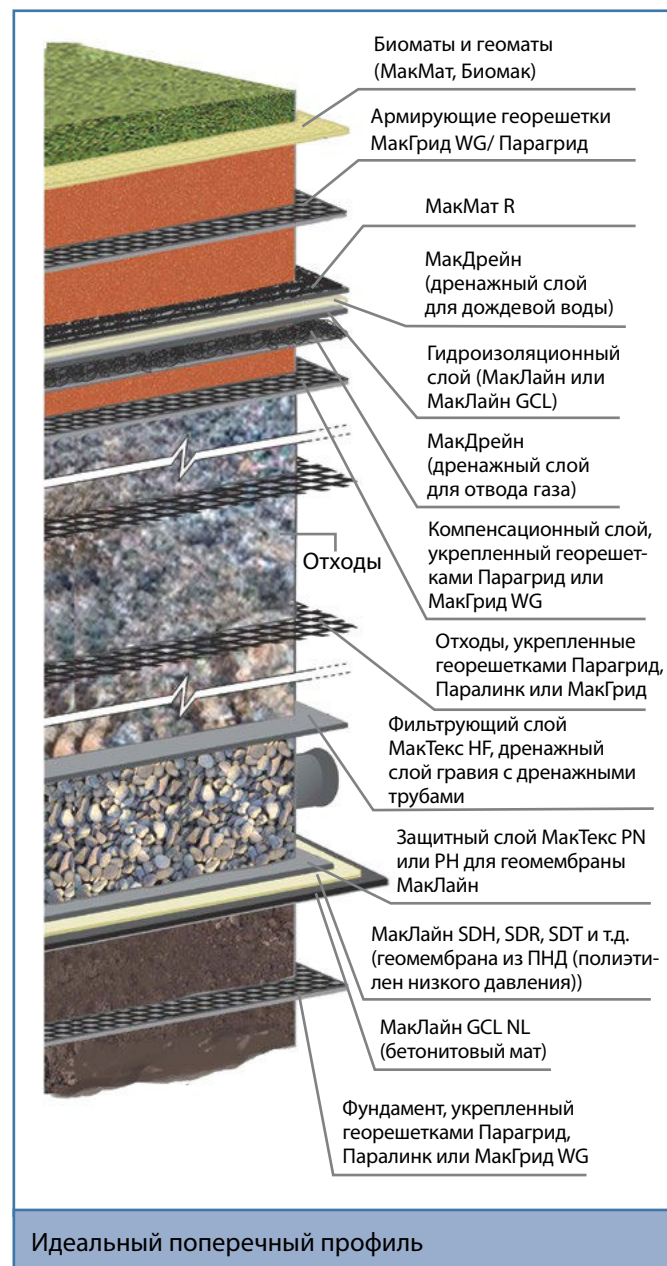 Биоматы и геоматы
(МакМат, Биомак)
Армирующие георешетки
МакГрид WG/ Парагрид
МакМат R
МакДрейн
(дренажный слой
для дождевой воды)
Гидроизоляционный
слой (МакЛайн или
МакЛайн GCL)
МакДрейн
(дренажный слой
для отвода газа)
Компенсационный слой,
укрепленный георешет-
ками Парагрид или
МакГрид WG
Отходы
Отходы, укрепленные
георешетками Парагрид,
Паралинк или МакГрид
Фильтрующий слой
МакТекс HF, дренажный
слой гравия с дренажными
трубами
Защитный слой МакТекс PN
или PH для геомембраны
МакЛайн
МакЛайн SDH, SDR, SDT и т.д.
(геомембрана из ПНД (полиэти-
лен низкого давления))
МакЛайн GCL NL
(бетонитовый мат)
Фундамент, укрепленный
георешетками Парагрид,
Паралинк или МакГрид WG
Идеальный поперечный профиль